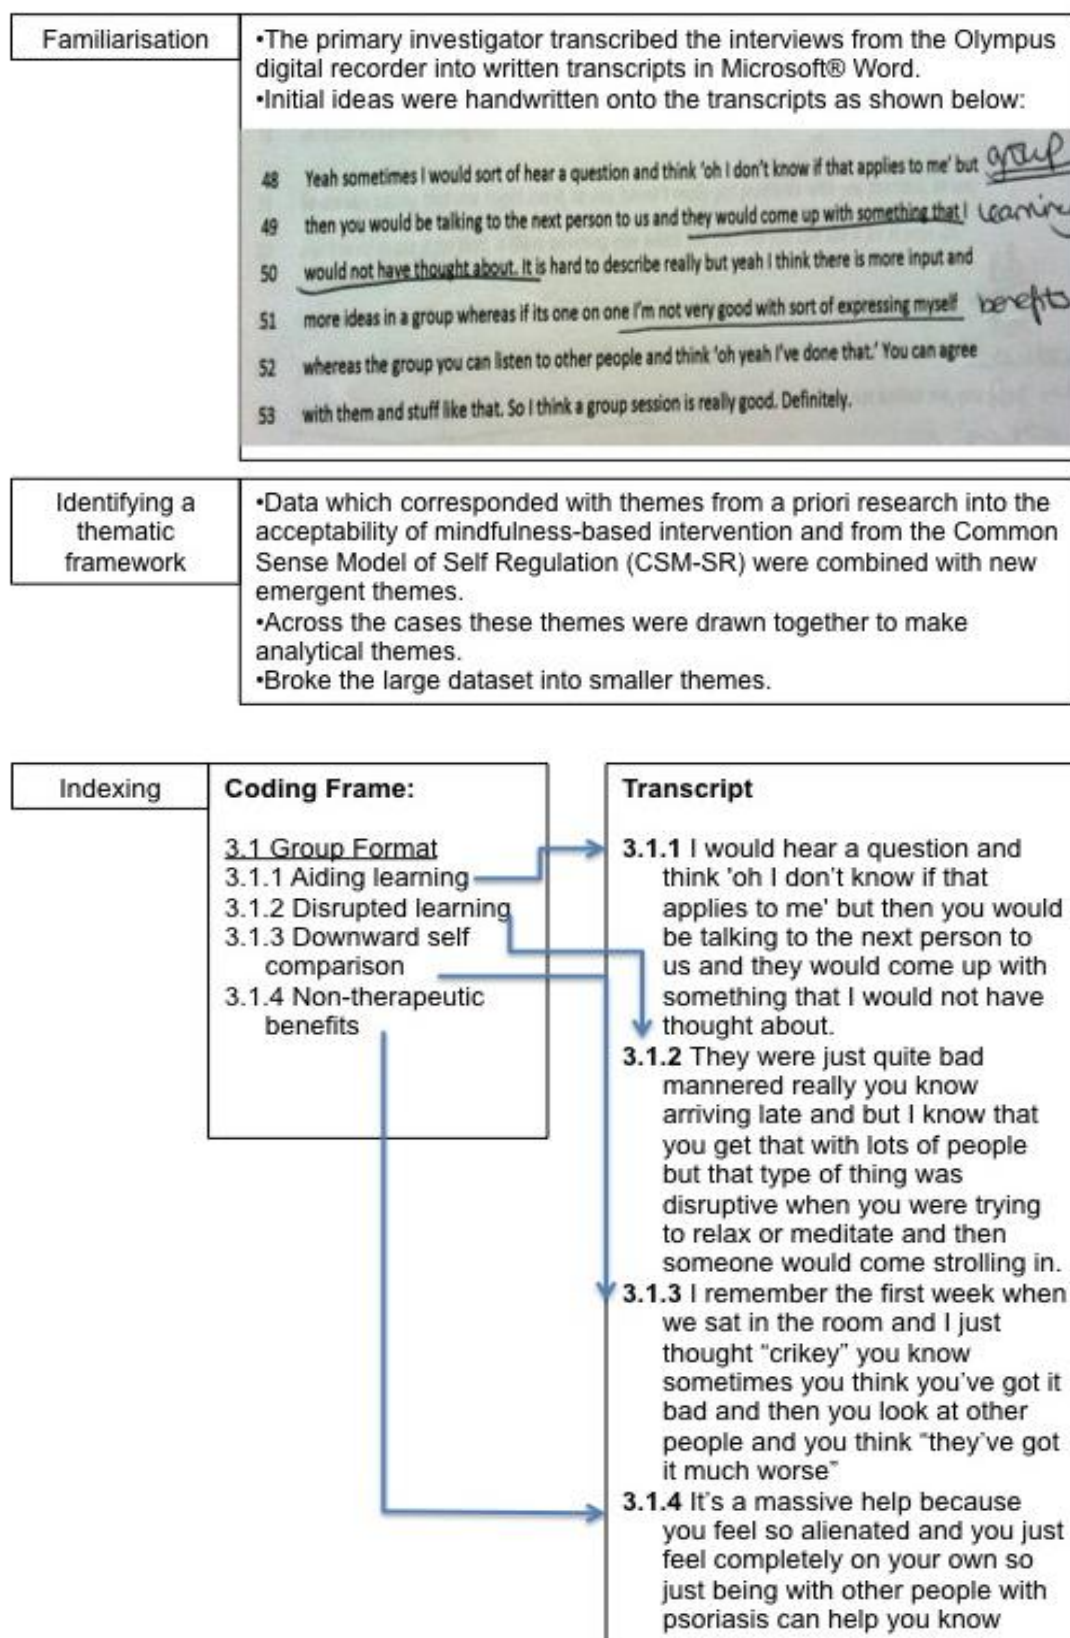 Familiarisation
•The primary investigator transcribed the interviews from the Olympus
digital recorder into written transcripts in Microsoft® Word.
•Initial ideas were handwritten onto the transcripts as shown below:
48 Yeah sometimes I would sort of hear a question and think 'oh I don't know if that applies to me' but group
49 then you would be talking to the next person to us and they would come up with something that I learning
50 would not have thought about. It is hard to describe really but yeah I think there is more input and
51 more ideas in a group whereas if its one on one I'm not very good with sort of expressing myself benefits
52 whereas the group you can listen to other people and think 'oh yeah I've done that.' You can agree
53 with them and stuff like that. So I think a group session is really good. Definitely.
Identifying a
thematic
framework
•Data which corresponded with themes from a priori research into the
acceptability of mindfulness-based intervention and from the Common
Sense Model of Self Regulation (CSM-SR) were combined with new
emergent themes.
•Across the cases these themes were drawn together to make
analytical themes.
•Broke the large dataset into smaller themes.
Indexing
Coding Frame:
3.1 Group Format
3.1.1 Aiding learning
3.1.2 Disrupted learning
3.1.3 Downward self
comparison
3.1.4 Non-therapeutic
benefits
Transcript
3.1.1 I would hear a question and
think 'oh I don't know if that
applies to me' but then you would
be talking to the next person to
us and they would come up with
something that I would not have
thought about.
3.1.2 They were just quite bad
mannered really you know
arriving late and but I know that
you get that with lots of people
but that type of thing was
disruptive when you were trying
to relax or meditate and then
someone would come strolling in.
3.1.3 I remember the first week when
we sat in the room and I just
thought “crikey” you know
sometimes you think you’ve got it
bad and then you look at other
people and you think “they’ve got
it much worse”
3.1.4 It’s a massive help because
you feel so alienated and you just
feel completely on your own so
just being with other people with
psoriasis can help you know